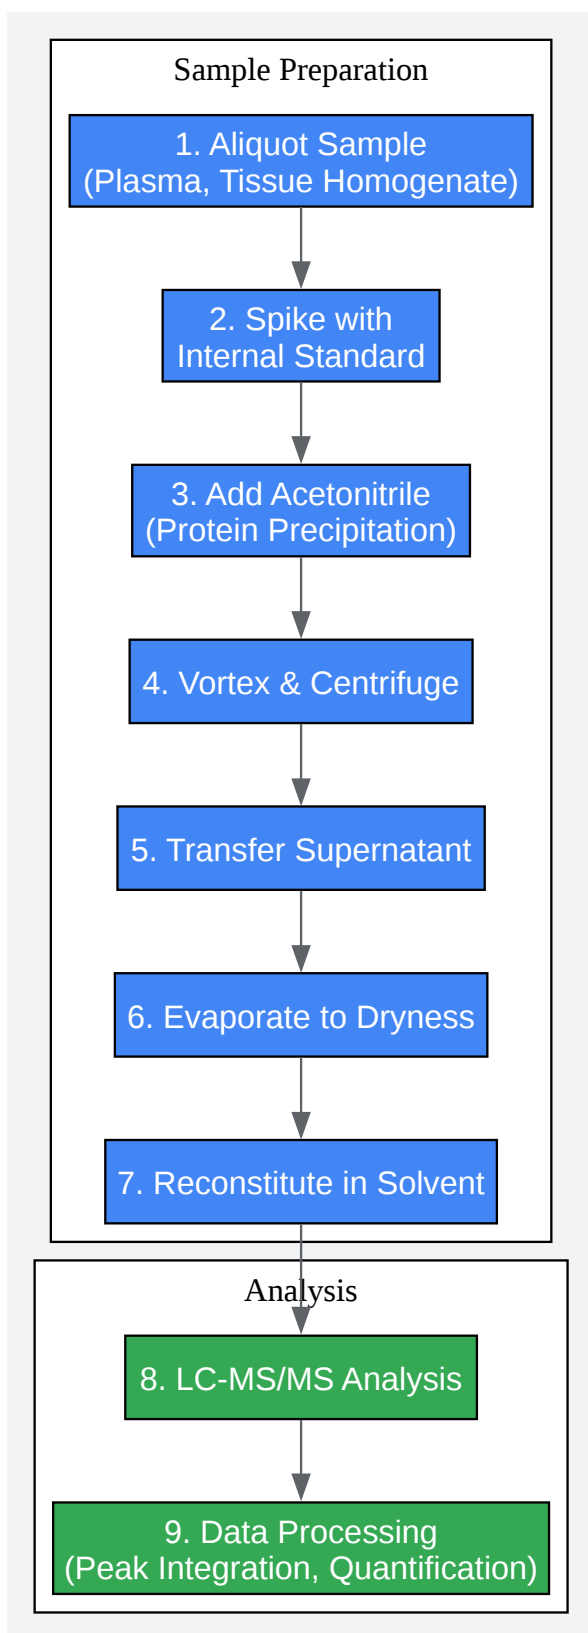 Sample Preparation
1. Aliquot Sample
(Plasma, Tissue Homogenate)
2. Spike with
Internal Standard
3. Add Acetonitrile
(Protein Precipitation)
4. Vortex & Centrifuge
5. Transfer Supernatant
6. Evaporate to Dryness
7. Reconstitute in Solvent
Analysis
8. LC-MS/MS Analysis
9. Data Processing
(Peak Integration, Quantification)